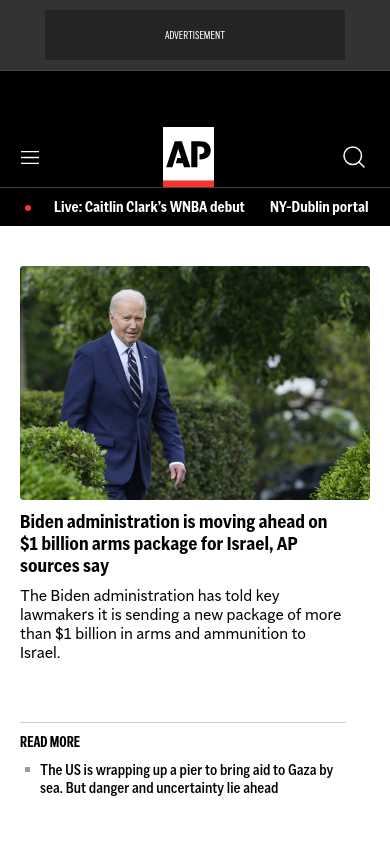 ADVERTISEMENT
AP
Live: Caitlin Clark's WNBA debut NY-Dublin portal
Biden administration is moving ahead on
$1 billion arms package for Israel, AP
sources say
The Biden administration has told key
lawmakers it is sending a new package of more
than $1 billion in arms and ammunition to
Israel.
READ MORE
The US is wrapping up a pier to bring aid to Gaza by
sea. But danger and uncertainty lie ahead